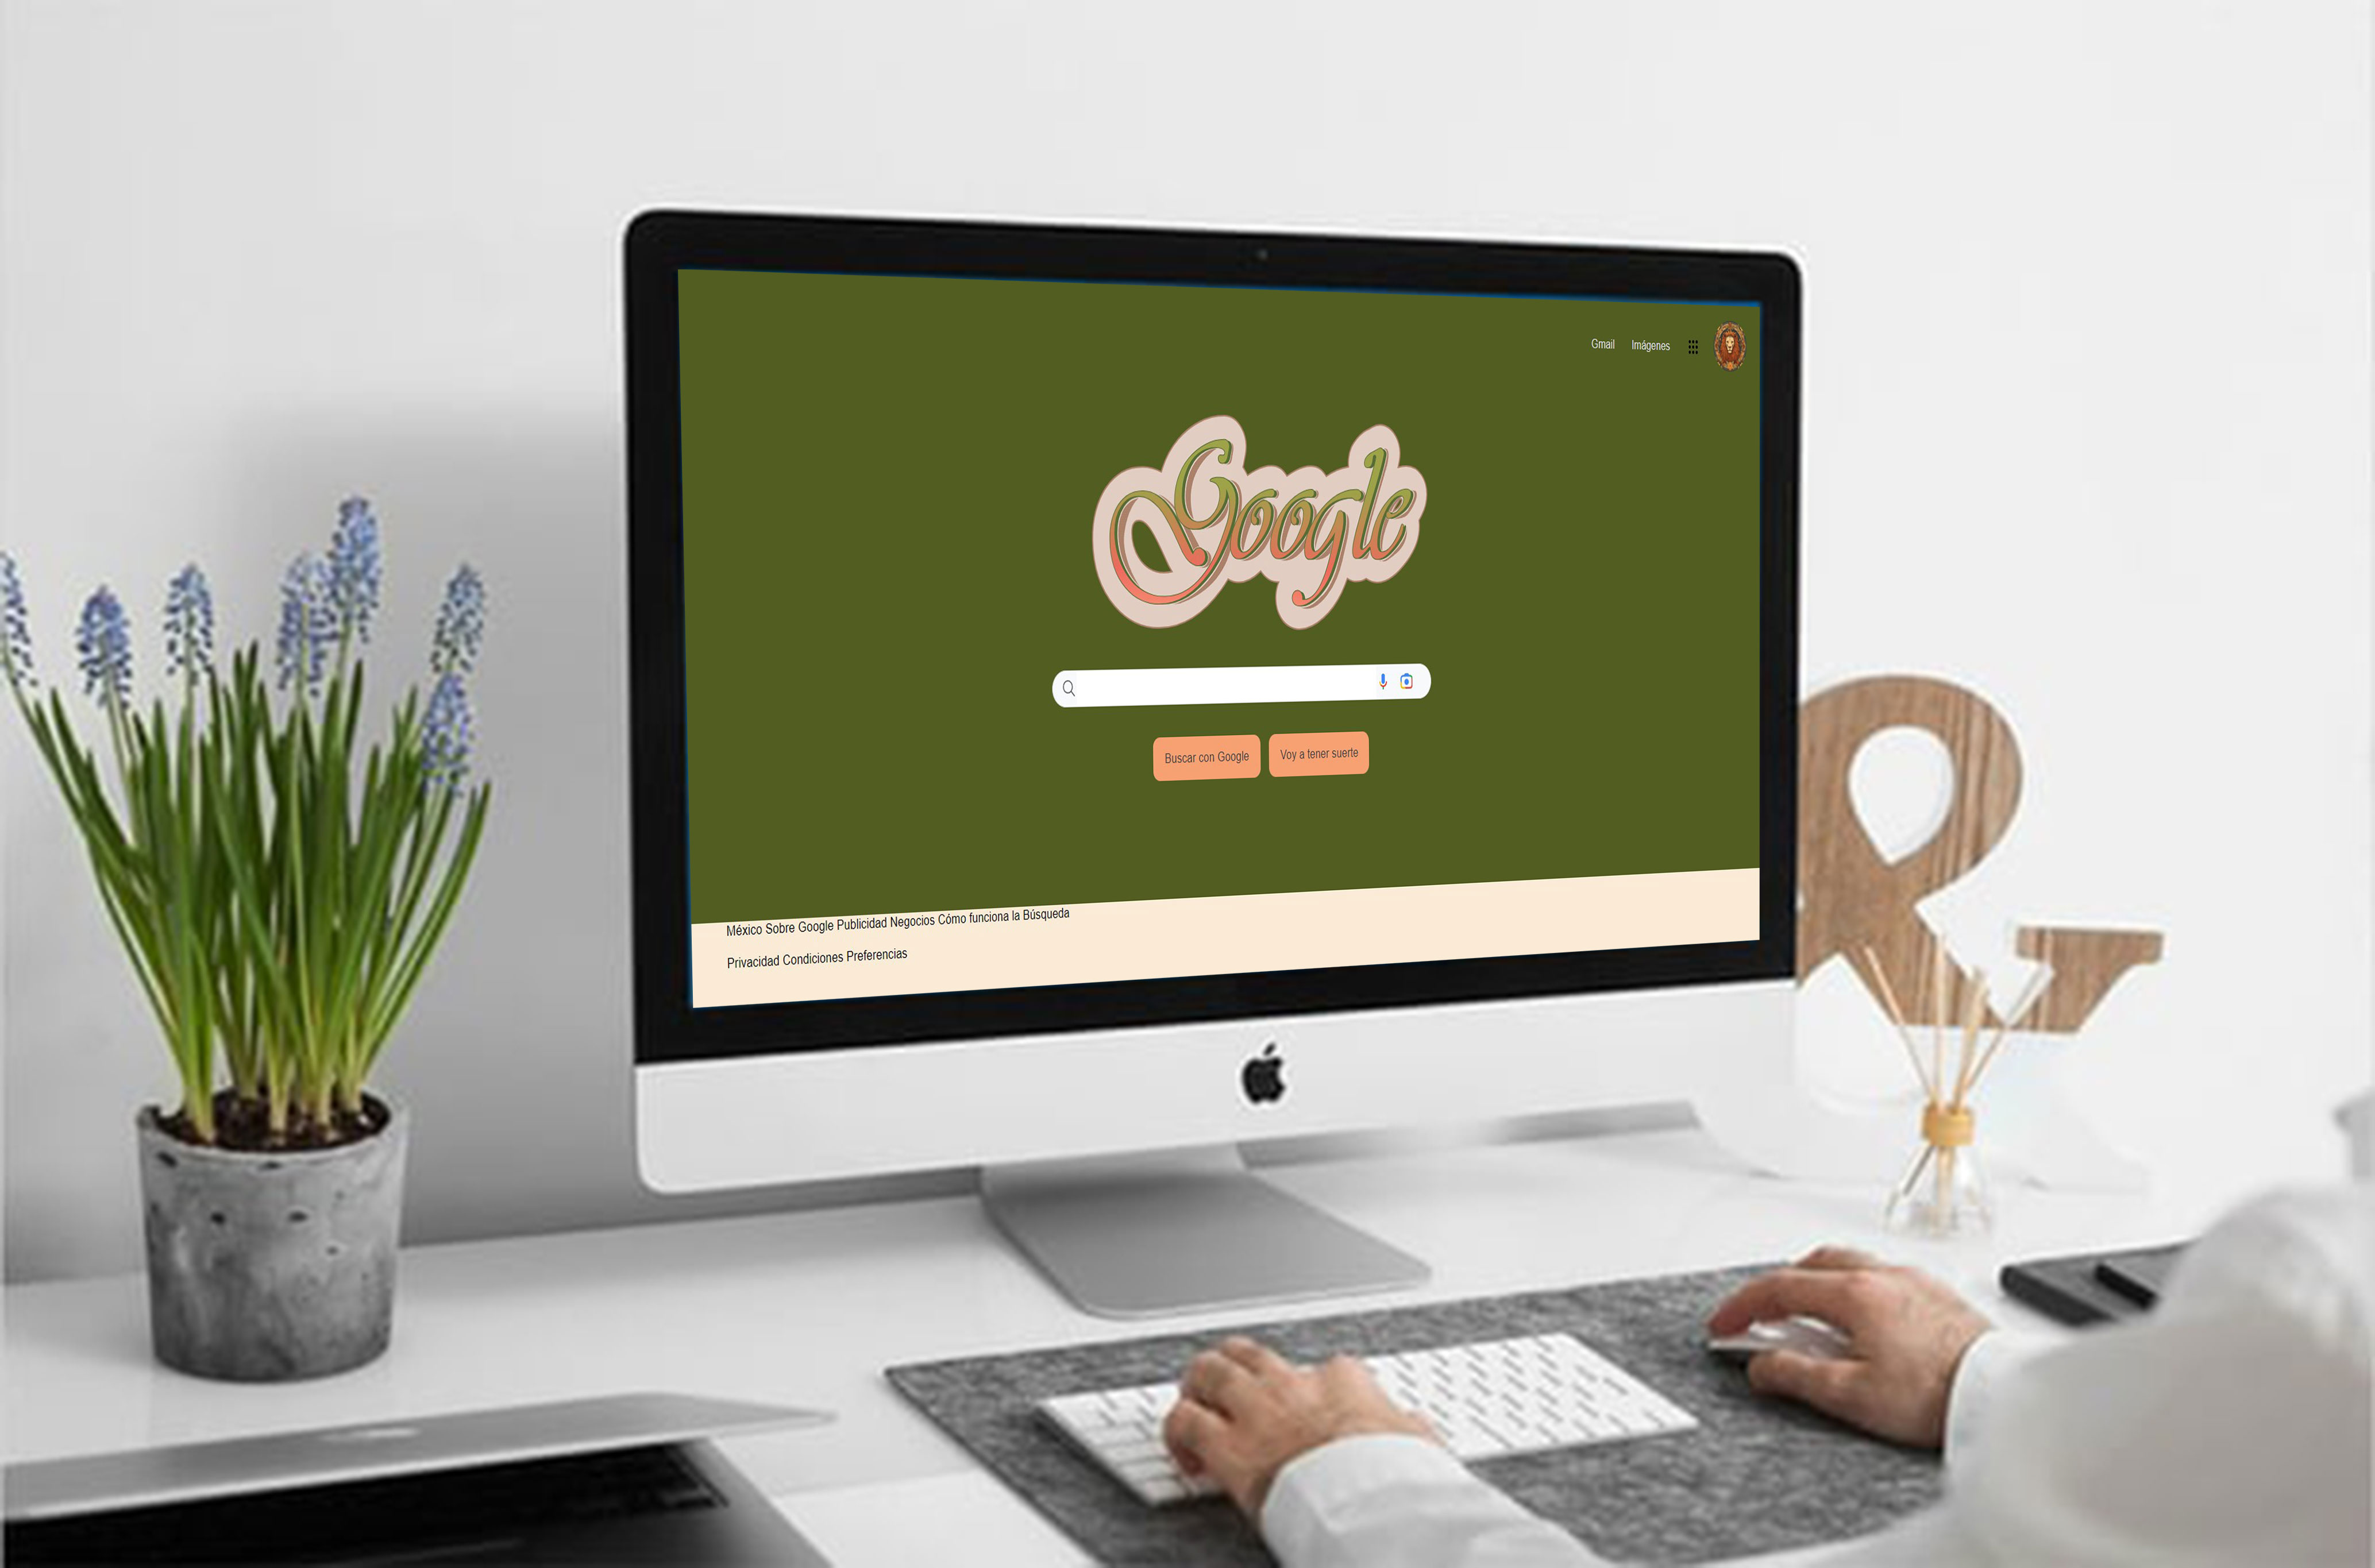 Gmail Imágenes
Google
Buscar con Google Voy a tener suerte
México Sobre Google Publicidad Negocios Cómo funciona la Búsqueda
Privacidad Condiciones Preferencias
&